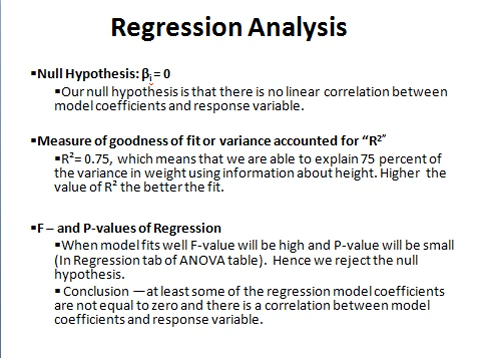 Regression Analysis
▪Null Hypothesis: βi = 0
▪Our null hypothesis is that there is no linear correlation between
model coefficients and response variable.
▪Measure of goodness of fit or variance accounted for “R²”
▪R²= 0.75, which means that we are able to explain 75 percent of
the variance in weight using information about height. Higher the
value of R² the better the fit.
▪F – and P-values of Regression
▪When model fits well F-value will be high and P-value will be small
(In Regression tab of ANOVA table). Hence we reject the null
hypothesis.
▪ Conclusion —at least some of the regression model coefficients
are not equal to zero and there is a correlation between model
coefficients and response variable.